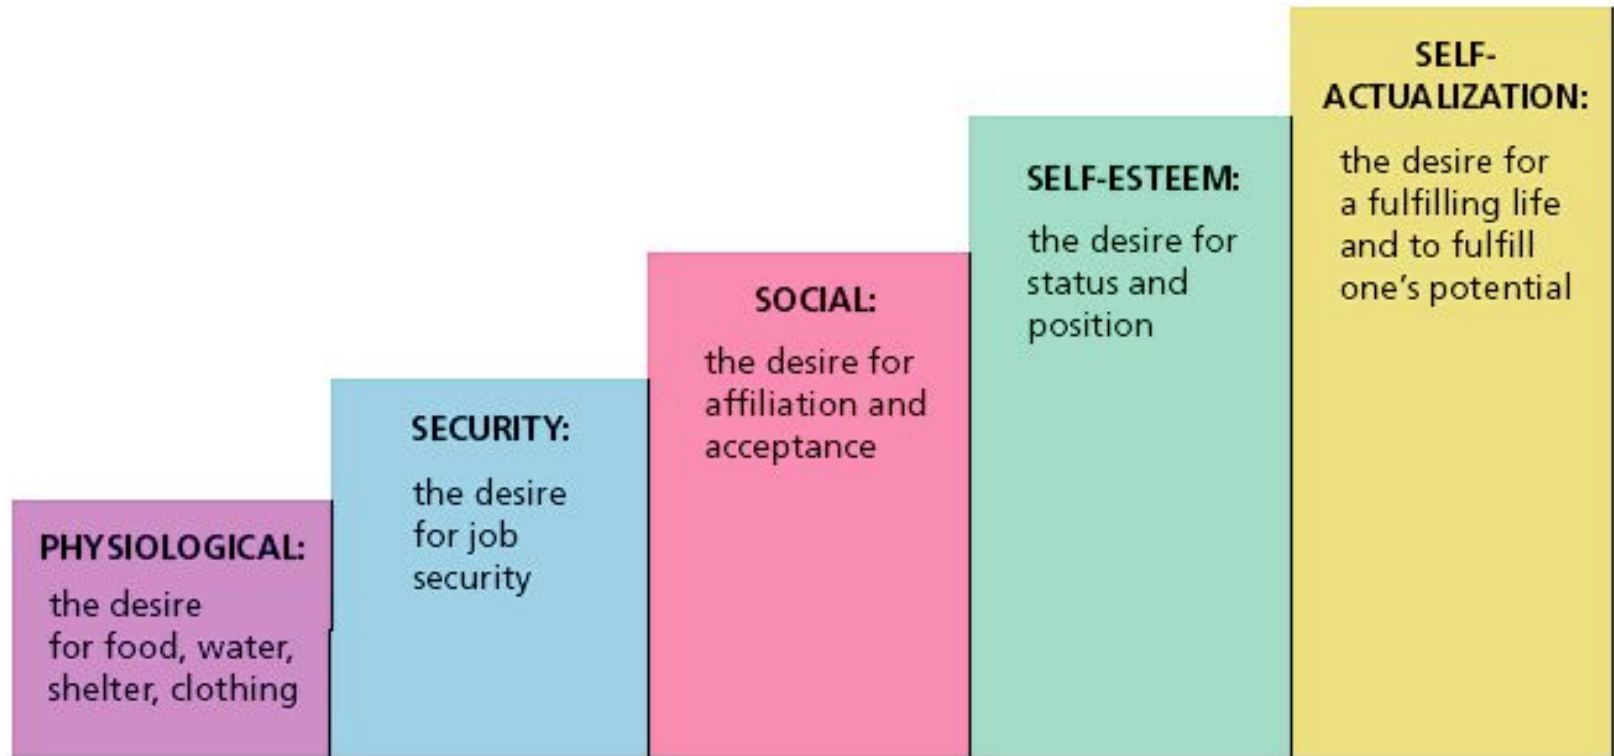 PHYSIOLOGICAL:
the desire
for food, water,
shelter, clothing
SECURITY:
the desire
for job
security
SOCIAL:
the desire for
affiliation and
acceptance
SELF-ESTEEM:
the desire for
status and
position
SELF-
ACTUALIZATION:
the desire for
a fulfilling life
and to fulfill
one's potential